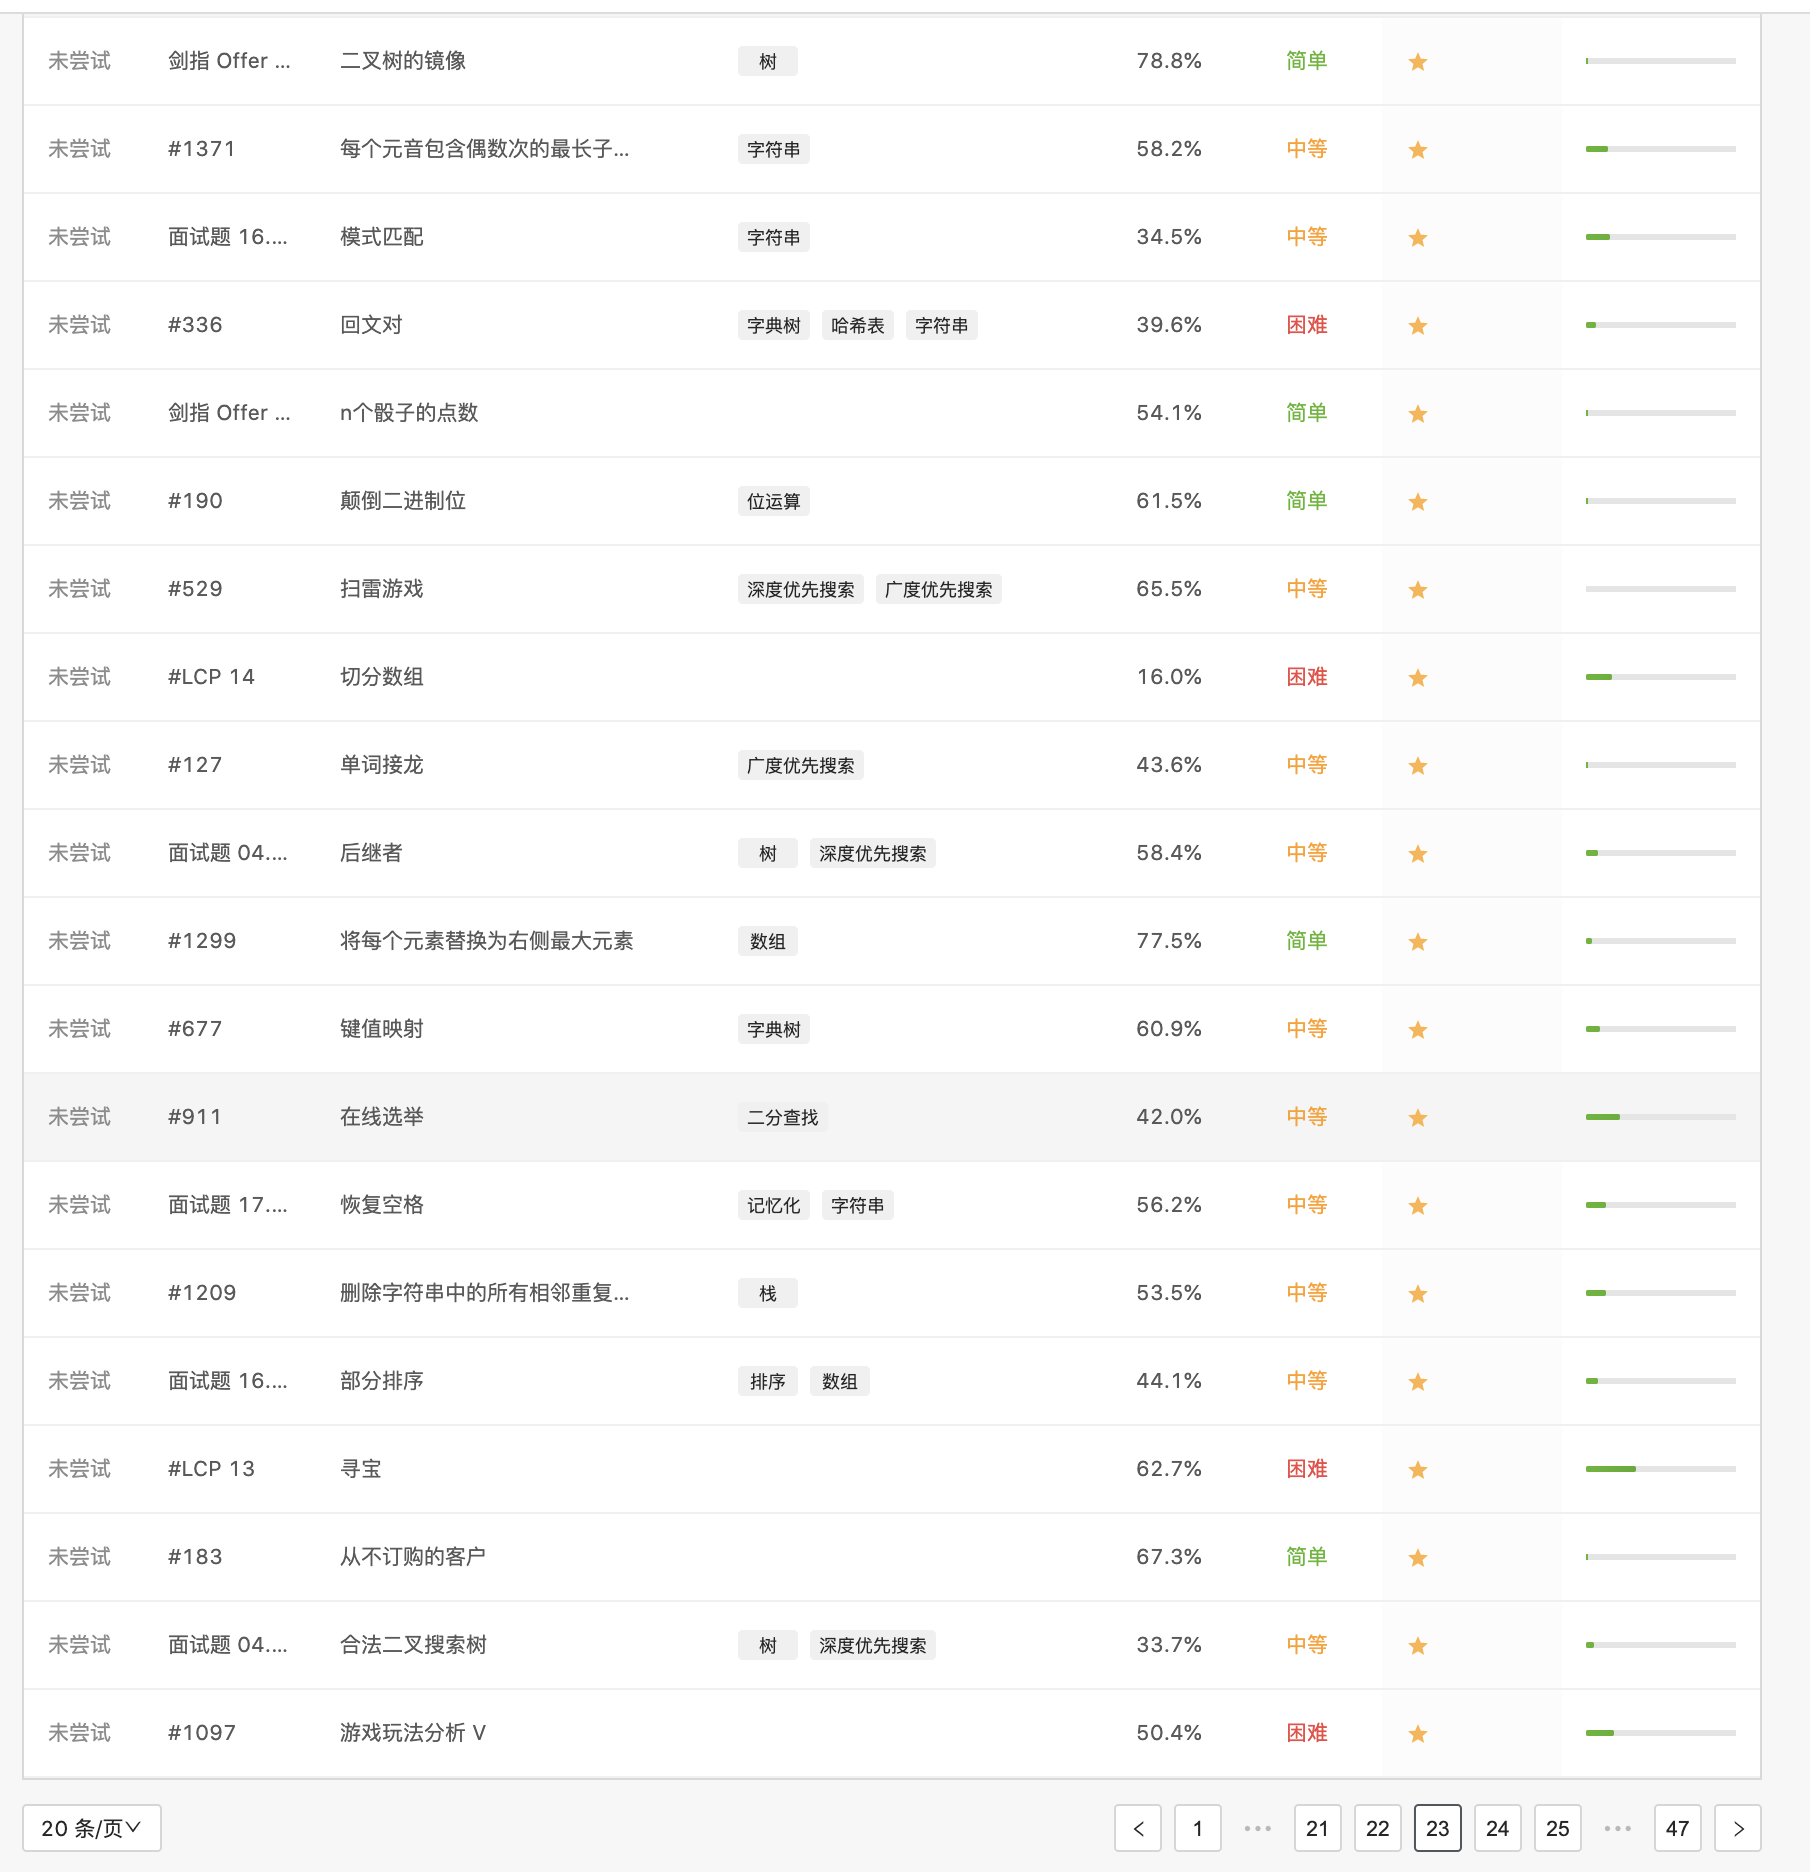 未尝试 剑指 Offer ... 二叉树的镜像 树 78.8% 简单
未尝试 #1371 每个元音包含偶数次的最长子... 字符串 58.2% 中等
未尝试 面试题 16.... 模式匹配 字符串 34.5% 中等
未尝试 #336 回文对 字典树 哈希表 字符串 39.6% 困难
未尝试 剑指 Offer ... n个骰子的点数 54.1% 简单
未尝试 #190 颠倒二进制位 位运算 61.5% 简单
未尝试 #529 扫雷游戏 深度优先搜索 广度优先搜索 65.5% 中等
未尝试 #LCP 14 切分数组 16.0% 困难
未尝试 #127 单词接龙 广度优先搜索 43.6% 中等
未尝试 面试题 04.... 后继者 树 深度优先搜索 58.4% 中等
未尝试 #1299 将每个元素替换为右侧最大元素 数组 77.5% 简单
未尝试 #677 键值映射 字典树 60.9% 中等
未尝试 #911 在线选举 二分查找 42.0% 中等
未尝试 面试题 17.... 恢复空格 记忆化 字符串 56.2% 中等
未尝试 #1209 删除字符串中的所有相邻重复... 栈 53.5% 中等
未尝试 面试题 16.... 部分排序 排序 数组 44.1% 中等
未尝试 #LCP 13 寻宝 62.7% 困难
未尝试 #183 从不订购的客户 67.3% 简单
未尝试 面试题 04.... 合法二叉搜索树 树 深度优先搜索 33.7% 中等
未尝试 #1097 游戏玩法分析 V 50.4% 困难
20 条/页 < 1 ••• 21 22 23 24 25 ••• 47 >